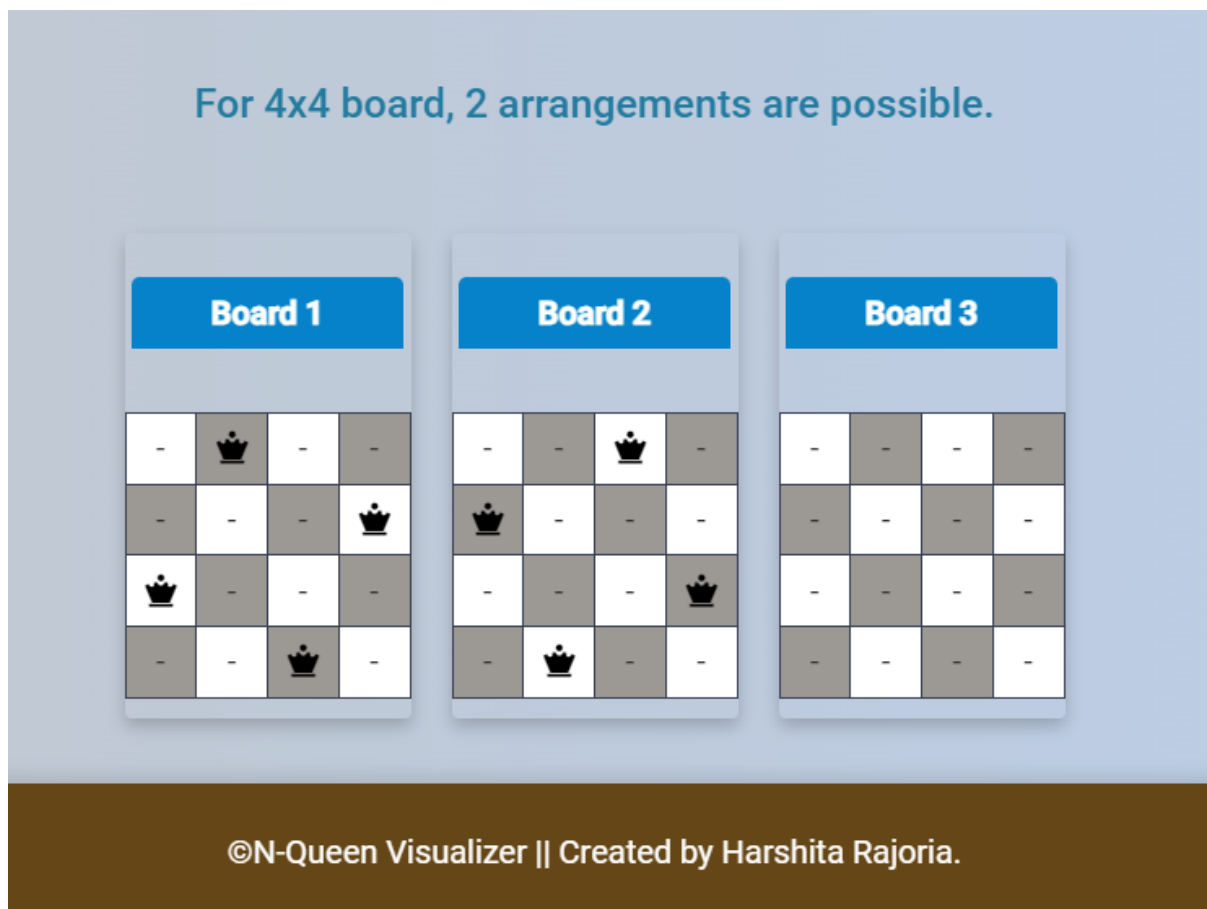 For 4x4 board, 2 arrangements are possible.
Board 1
Board 2
Board 3
- - -
- - -
- - - -
- - -
- - -
- - - -
- - -
- - -
- - - -
- - -
- - -
- - - -
©N-Queen Visualizer || Created by Harshita Rajoria.